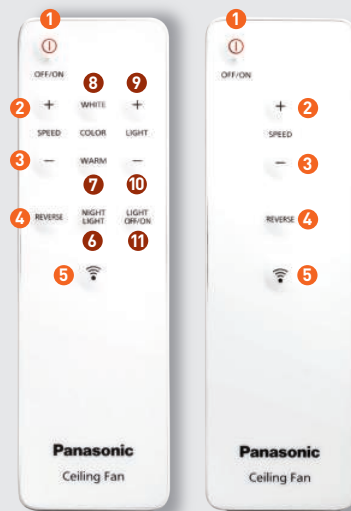 1
OFF/ON
8 9
2 + WHITE +
SPEED COLOR LIGHT
3 − WARM −
7 10
4 REVERSE NIGHT LIGHT LIGHT OFF/ON
6 11
5
Panasonic
Ceiling Fan
1
OFF/ON
+ 2
SPEED
− 3
REVERSE 4
5
Panasonic
Ceiling Fan